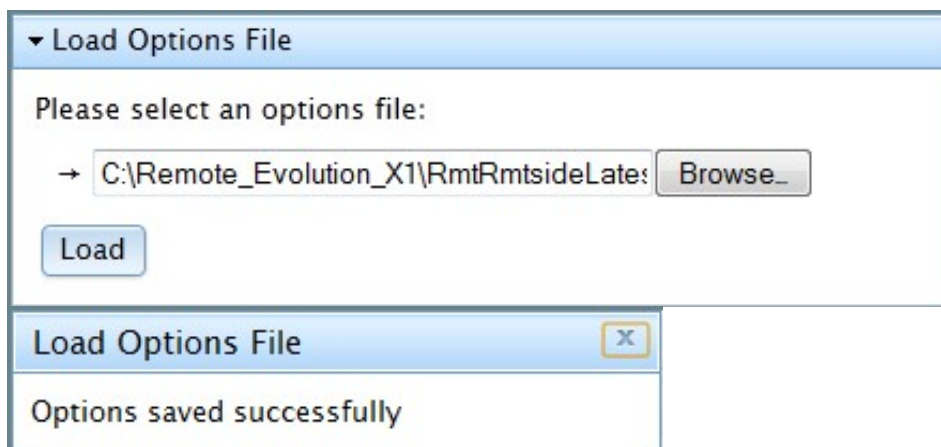 Load Options File
Please select an options file:
→ C:\Remote_Evolution_X1\RmtRmtsideLates Browse...
Load
Load Options File x
Options saved successfully